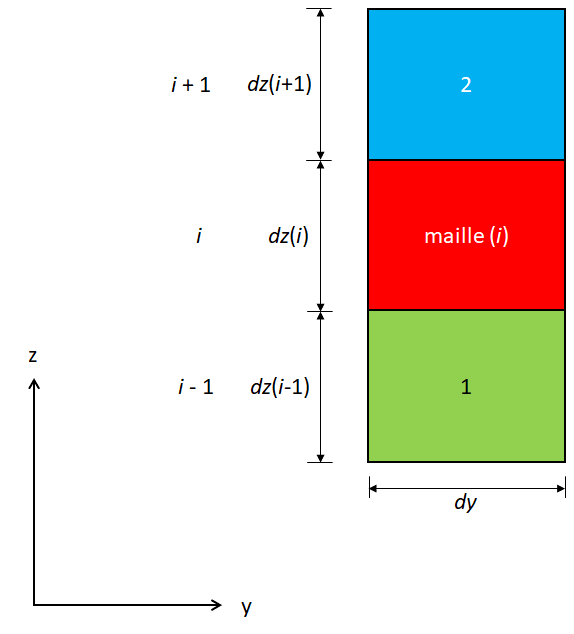 i + 1 dz(i+1) 2
i dz(i) maille (i)
z
i - 1 dz(i-1) 1
dy
y